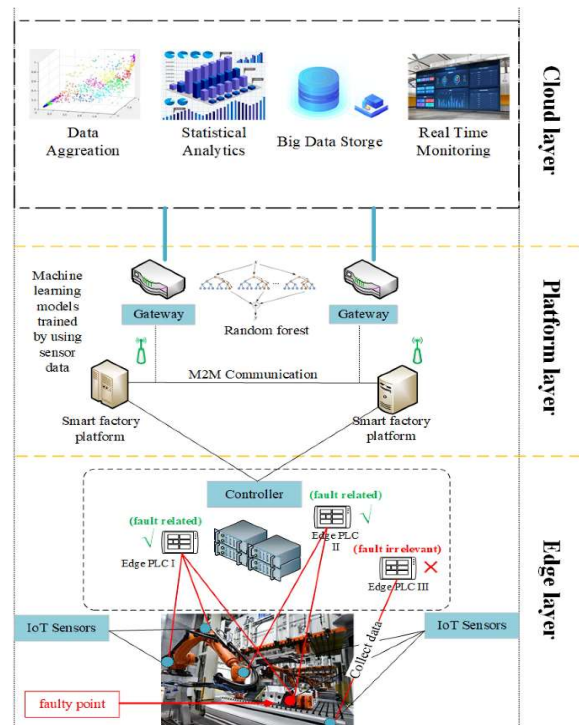 Data
Aggreation
Statistical
Analytics
Big Data Storge
Real Time
Monitoring
Cloud layer
Machine
learning
models
trained
by using
sensor
data
Gateway
Random forest
Gateway
M2M Communication
Smart factory
platform
Smart factory
platform
Platform layer
Controller
(fault related)
Edge PLC I
(fault related)
Edge PLC
II
(fault irrelevant)
Edge PLC III
IoT Sensors
IoT Sensors
Collect data
faulty point
Edge layer